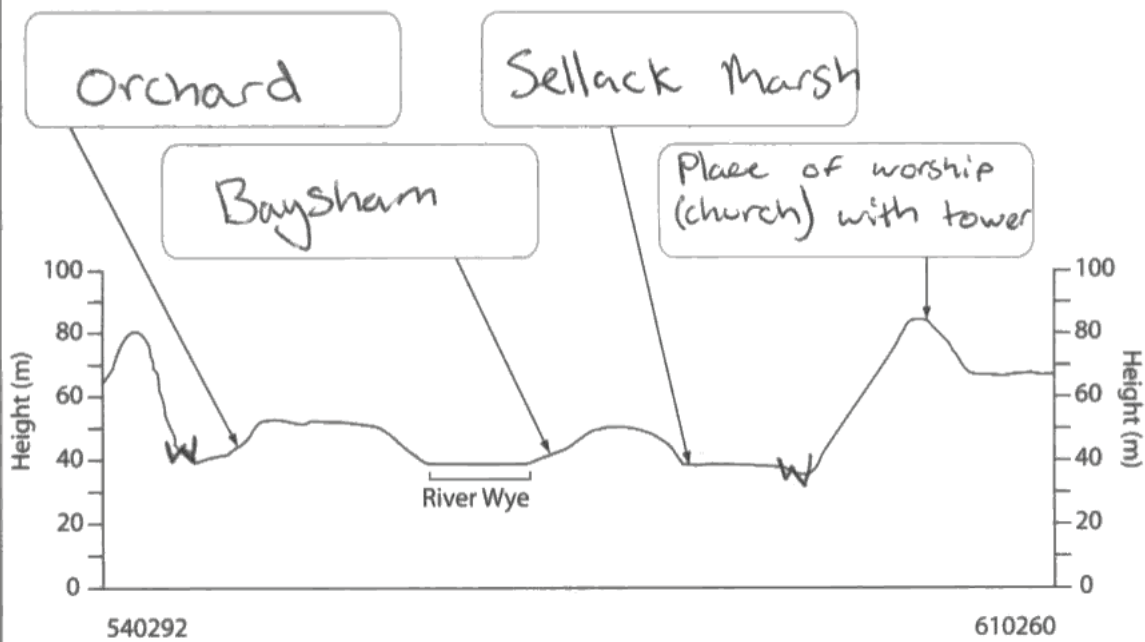 Orchard
Sellack Marsh
Baysham
Place of worship
(church) with tower
100
80
60
40
20
0
Height (m)
W
River Wye
W
100
80
60
40
20
0
Height (m)
540292
610260